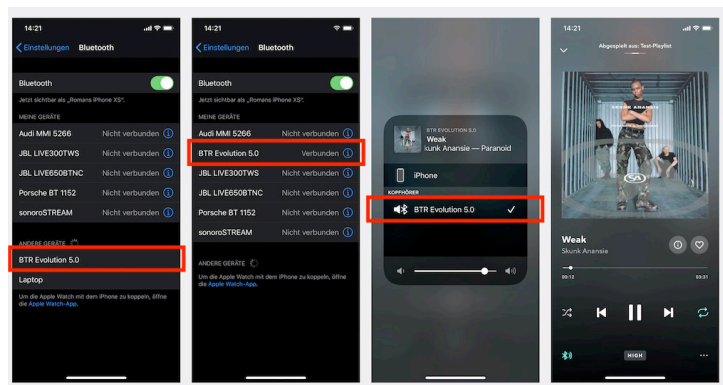 14:21
Einstellungen Bluetooth
Bluetooth
Jetzt sichtbar als „Romans iPhone XS“.
MEINE GERÄTE
Audi MMI 5266 Nicht verbunden
JBL LIVE300TWS Nicht verbunden
JBL LIVE650BTNC Nicht verbunden
Porsche BT 1152 Nicht verbunden
sonoroSTREAM Nicht verbunden
ANDERE GERÄTE
BTR Evolution 5.0
Laptop
Um die Apple Watch mit dem iPhone zu koppeln, öffne
die Apple Watch-App.
14:21
Einstellungen Bluetooth
Bluetooth
Jetzt sichtbar als „Romans iPhone XS“.
MEINE GERÄTE
Audi MMI 5266 Nicht verbunden
BTR Evolution 5.0 Verbunden
JBL LIVE300TWS Nicht verbunden
JBL LIVE650BTNC Nicht verbunden
Porsche BT 1152 Nicht verbunden
sonoroSTREAM Nicht verbunden
ANDERE GERÄTE
Um die Apple Watch mit dem iPhone zu koppeln, öffne
die Apple Watch-App.
BTR EVOLUTION 5.0
Weak
kunk Anansie — Paranoid
iPhone
KOPFHÖRER
BTR Evolution 5.0
14:21
Abgespielt aus: Test-Playlist
SKUNK ANANSIE
Weak
Skunk Anansie
00:12
03:31
HIGH